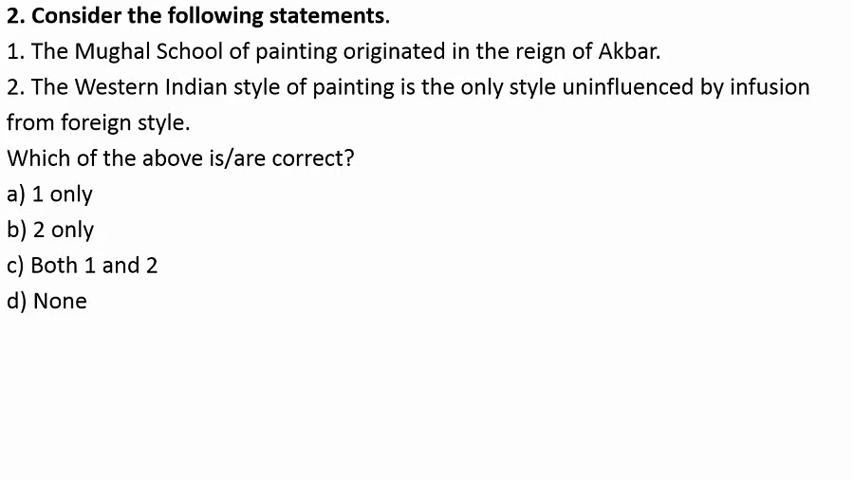 2. Consider the following statements.
1. The Mughal School of painting originated in the reign of Akbar.
2. The Western Indian style of painting is the only style uninfluenced by infusion
from foreign style.
Which of the above is/are correct?
a) 1 only
b) 2 only
c) Both 1 and 2
d) None